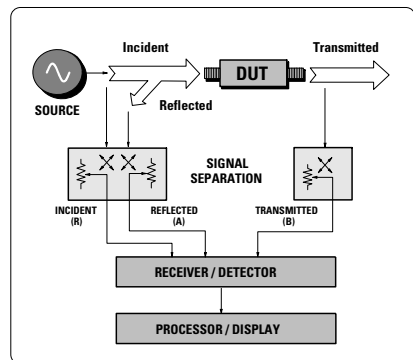 Incident
Transmitted
DUT
SOURCE
Reflected
SIGNAL
SEPARATION
INCIDENT
(R)
REFLECTED
(A)
TRANSMITTED
(B)
RECEIVER / DETECTOR
PROCESSOR / DISPLAY